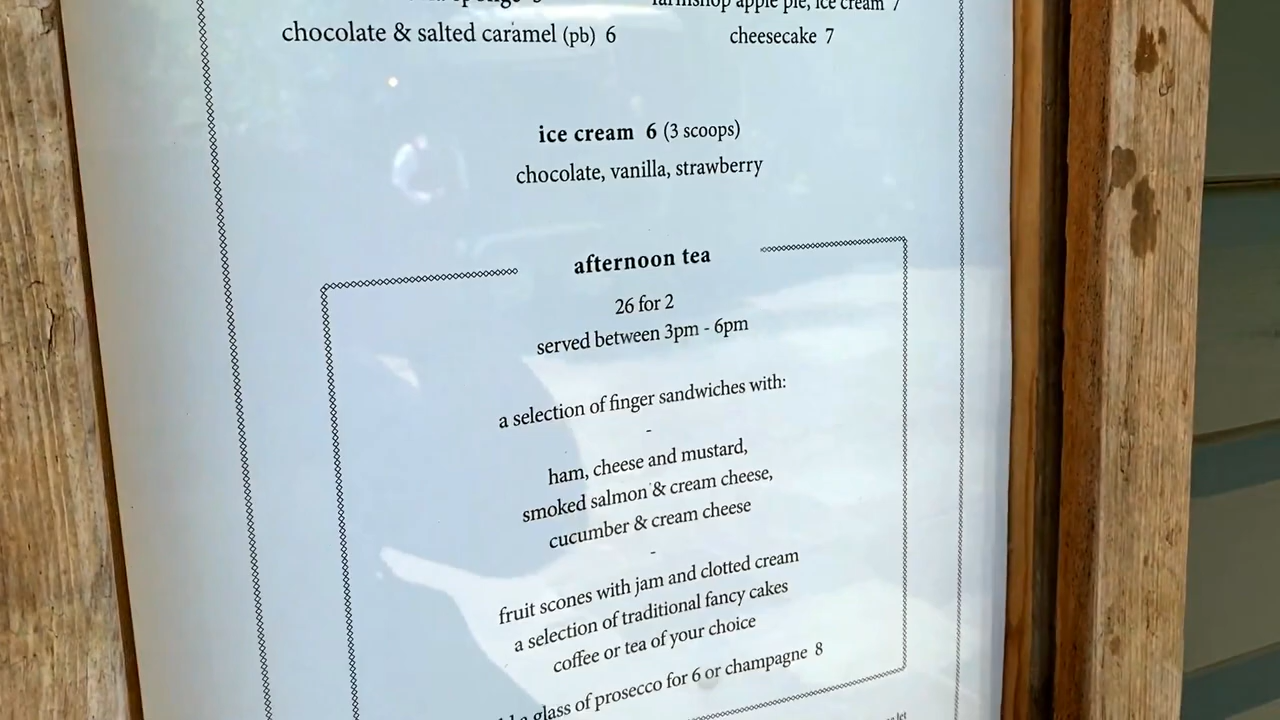 farmshop apple pie, ice cream 7
chocolate & salted caramel (pb) 6
cheesecake 7
ice cream 6 (3 scoops)
chocolate, vanilla, strawberry
afternoon tea
26 for 2
served between 3pm - 6pm
a selection of finger sandwiches with:
-
ham, cheese and mustard,
smoked salmon & cream cheese,
cucumber & cream cheese
-
fruit scones with jam and clotted cream
a selection of traditional fancy cakes
coffee or tea of your choice
glass of prosecco for 6 or champagne 8
let